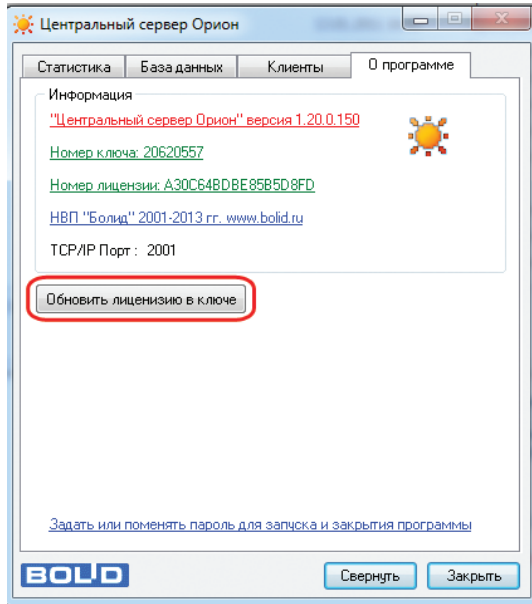 Центральный сервер Орион
Статистика База данных Клиенты О программе
Информация
"Центральный сервер Орион" версия 1.20.0.150
Номер ключа: 20620557
Номер лицензии: A30C64BDBE85B5D8FD
НВП "Болид" 2001-2013 гг. www.bolid.ru
TCP/IP Порт : 2001
Обновить лиценизию в ключе
Задать или поменять пароль для запуска и закрытия программы
BOLID Свернуть Закрыть